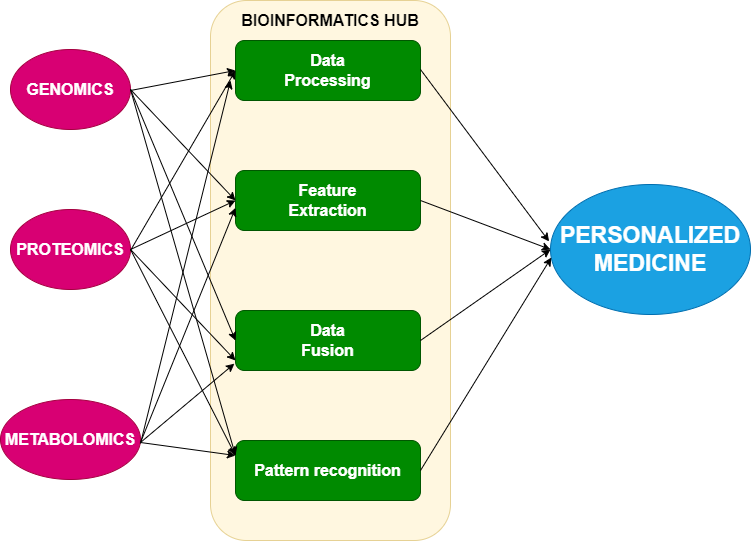 BIOINFORMATICS HUB
GENOMICS
PROTEOMICS
METABOLOMICS
Data
Processing
Feature
Extraction
Data
Fusion
Pattern recognition
PERSONALIZED
MEDICINE